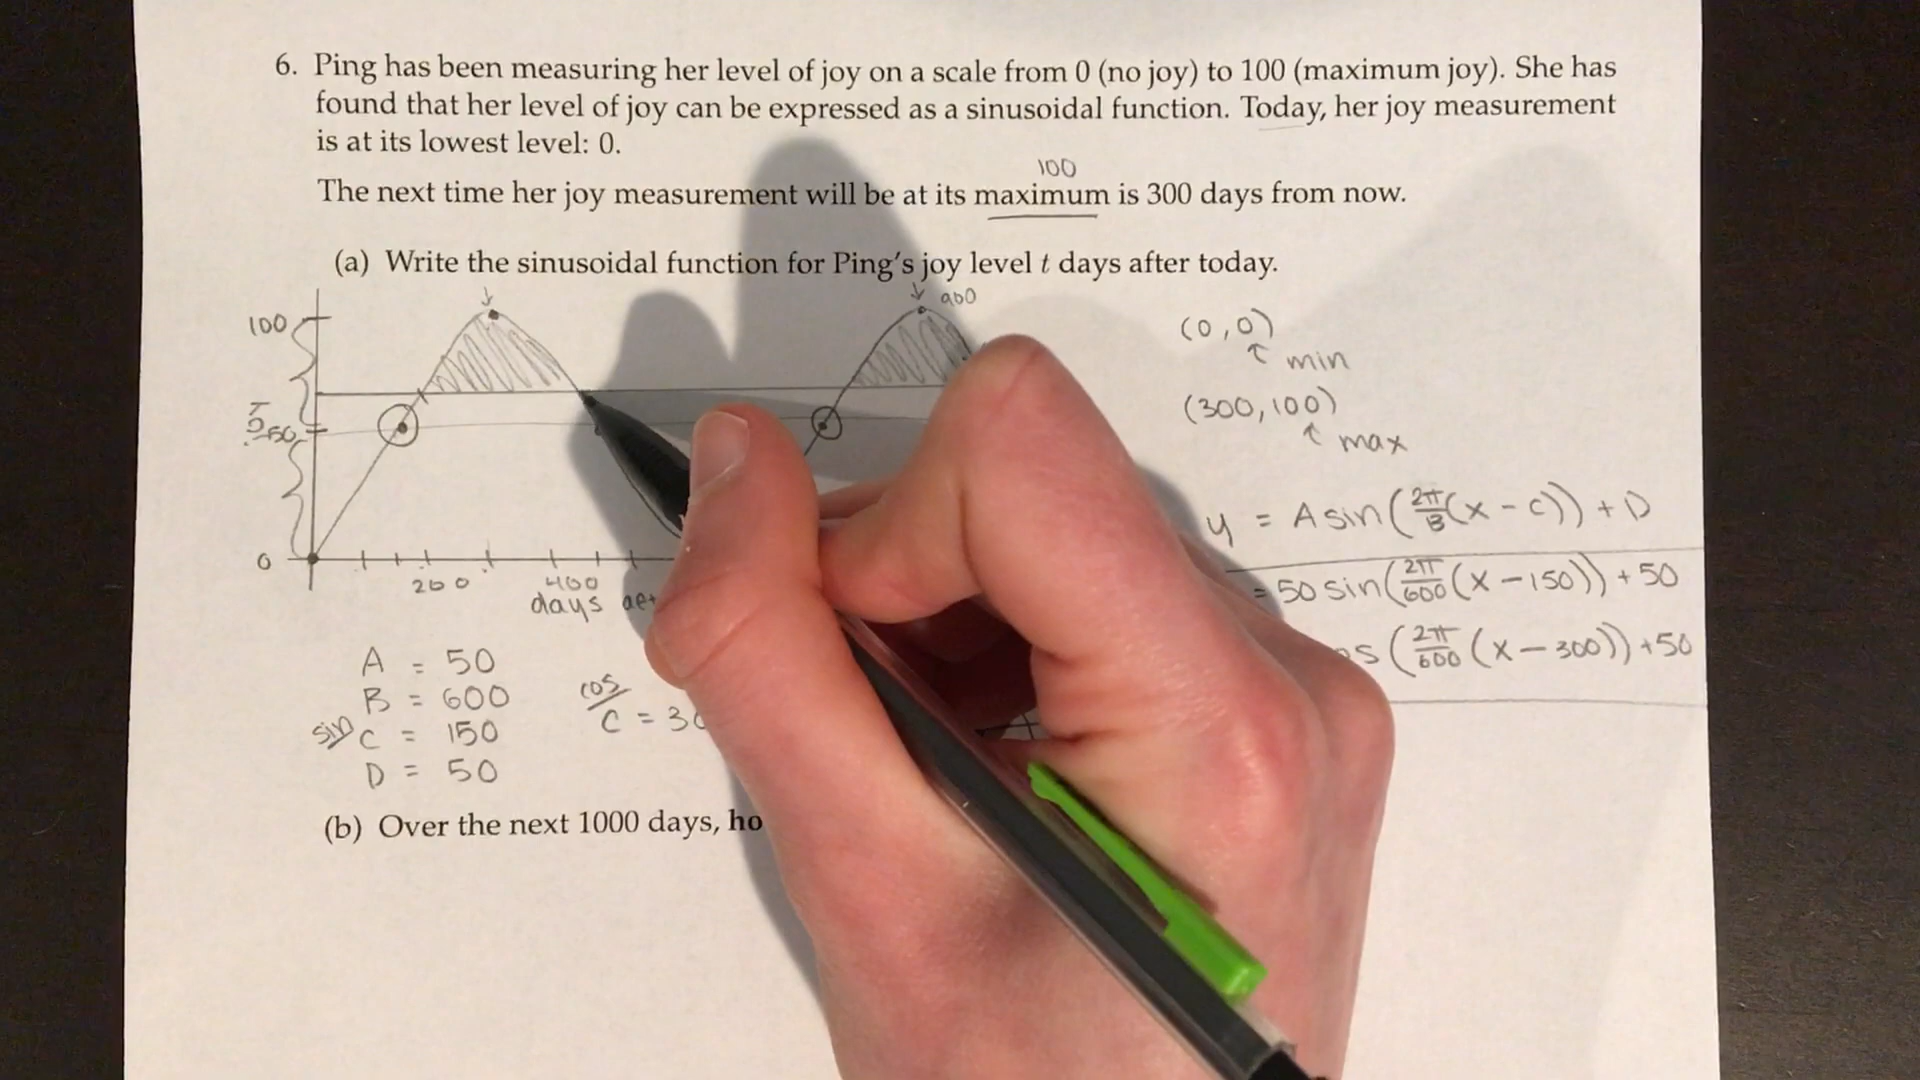 6. Ping has been measuring her level of joy on a scale from 0 (no joy) to 100 (maximum joy). She has
found that her level of joy can be expressed as a sinusoidal function. Today, her joy measurement
is at its lowest level: 0.
100
The next time her joy measurement will be at its maximum is 300 days from now.
(a) Write the sinusoidal function for Ping's joy level t days after today.
900
100
(0,0)
min
(300,100)
max
50
y = A sin(2π/B(x - C)) + D
0
200
400
days
= 50 sin(2π/600(x - 150)) + 50
(2π/600(x - 300)) + 50
A = 50
B = 600
cos
C = 30
sin C = 150
D = 50
(b) Over the next 1000 days,